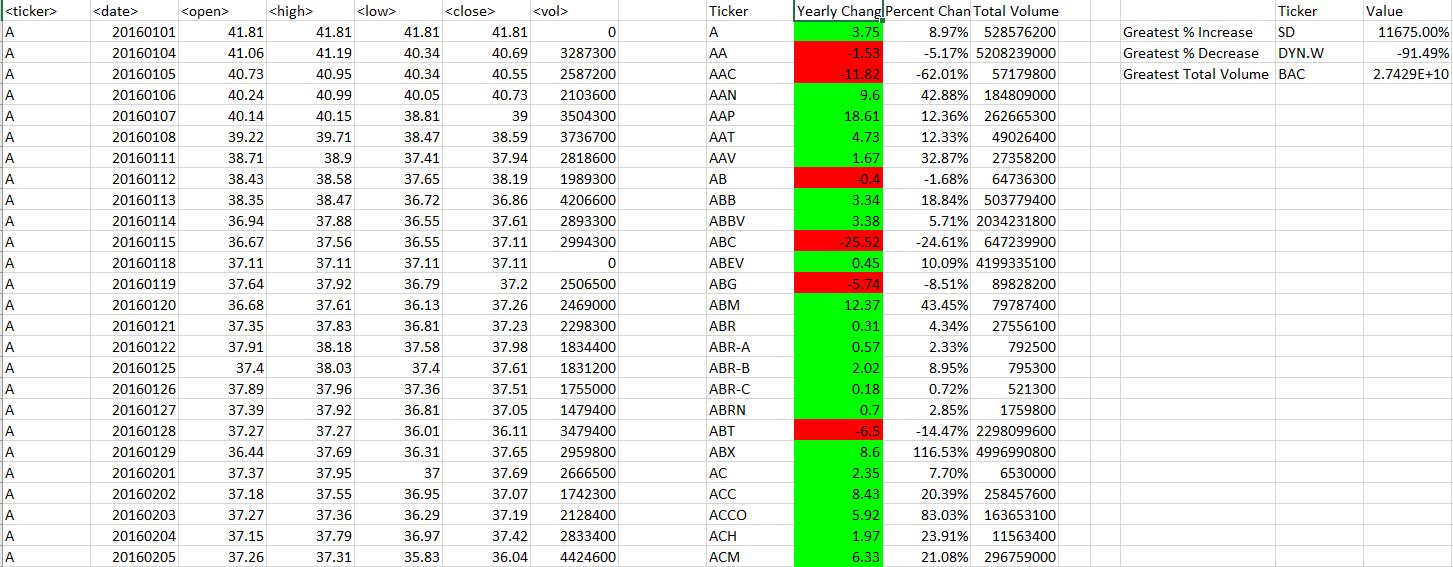 <ticker> <date> <open> <high> <low> <close> <vol> Ticker Yearly Chang Percent Chan Total Volume Ticker Value
A 20160101 41.81 41.81 41.81 41.81 0 A 3.75 8.97% 528576200 Greatest % Increase SD 11675.00%
A 20160104 41.06 41.19 40.34 40.69 3287300 AA -1.53 -5.17% 5208239000 Greatest % Decrease DYN.W -91.49%
A 20160105 40.73 40.95 40.34 40.55 2587200 AAC -11.82 -62.01% 57179800 Greatest Total Volume BAC 2.7429E+10
A 20160106 40.24 40.99 40.05 40.73 2103600 AAN 9.6 42.88% 184809000
A 20160107 40.14 40.15 38.81 39 3504300 AAP 18.61 12.36% 262665300
A 20160108 39.22 39.71 38.47 38.59 3736700 AAT 4.73 12.33% 49026400
A 20160111 38.71 38.9 37.41 37.94 2818600 AAV 1.67 32.87% 27358200
A 20160112 38.43 38.58 37.65 38.19 1989300 AB -0.4 -1.68% 64736300
A 20160113 38.35 38.47 36.72 36.86 4206600 ABB 3.34 18.84% 503779400
A 20160114 36.94 37.88 36.55 37.61 2893300 ABBV 3.38 5.71% 2034231800
A 20160115 36.67 37.56 36.55 37.11 2994300 ABC -25.52 -24.61% 647239900
A 20160118 37.11 37.11 37.11 37.11 0 ABEV 0.45 10.09% 4199335100
A 20160119 37.64 37.92 36.79 37.2 2506500 ABG -5.74 -8.51% 89828200
A 20160120 36.68 37.61 36.13 37.26 2469000 ABM 12.37 43.45% 79787400
A 20160121 37.35 37.83 36.81 37.23 2298300 ABR 0.31 4.34% 27556100
A 20160122 37.91 38.18 37.58 37.98 1834400 ABR-A 0.57 2.33% 792500
A 20160125 37.4 38.03 37.4 37.61 1831200 ABR-B 2.02 8.95% 795300
A 20160126 37.89 37.96 37.36 37.51 1755000 ABR-C 0.18 0.72% 521300
A 20160127 37.39 37.92 36.81 37.05 1479400 ABRN 0.7 2.85% 1759800
A 20160128 37.27 37.27 36.01 36.11 3479400 ABT -6.5 -14.47% 2298099600
A 20160129 36.44 37.69 36.31 37.65 2959800 ABX 8.6 116.53% 4996990800
A 20160201 37.37 37.95 37 37.69 2666500 AC 2.35 7.70% 6530000
A 20160202 37.18 37.55 36.95 37.07 1742300 ACC 8.43 20.39% 258457600
A 20160203 37.27 37.36 36.29 37.19 2128400 ACCO 5.92 83.03% 163653100
A 20160204 37.15 37.79 36.97 37.42 2833400 ACH 1.97 23.91% 11563400
A 20160205 37.26 37.31 35.83 36.04 4424600 ACM 6.33 21.08% 296759000